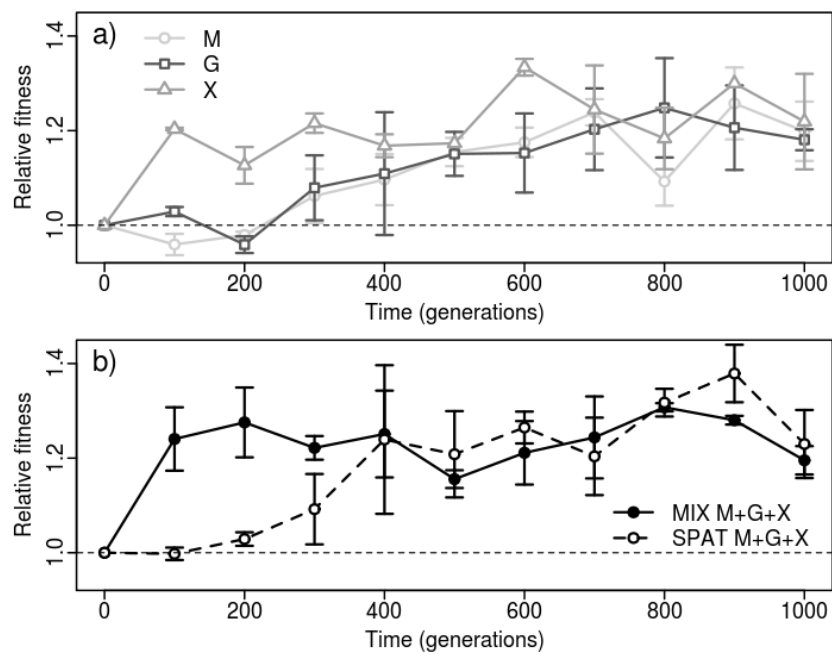 a)
M
G
X
Relative fitness
1.0 1.2 1.4
0 200 400 600 800 1000
Time (generations)
b)
Relative fitness
1.0 1.2 1.4
MIX M+G+X
SPAT M+G+X
0 200 400 600 800 1000
Time (generations)